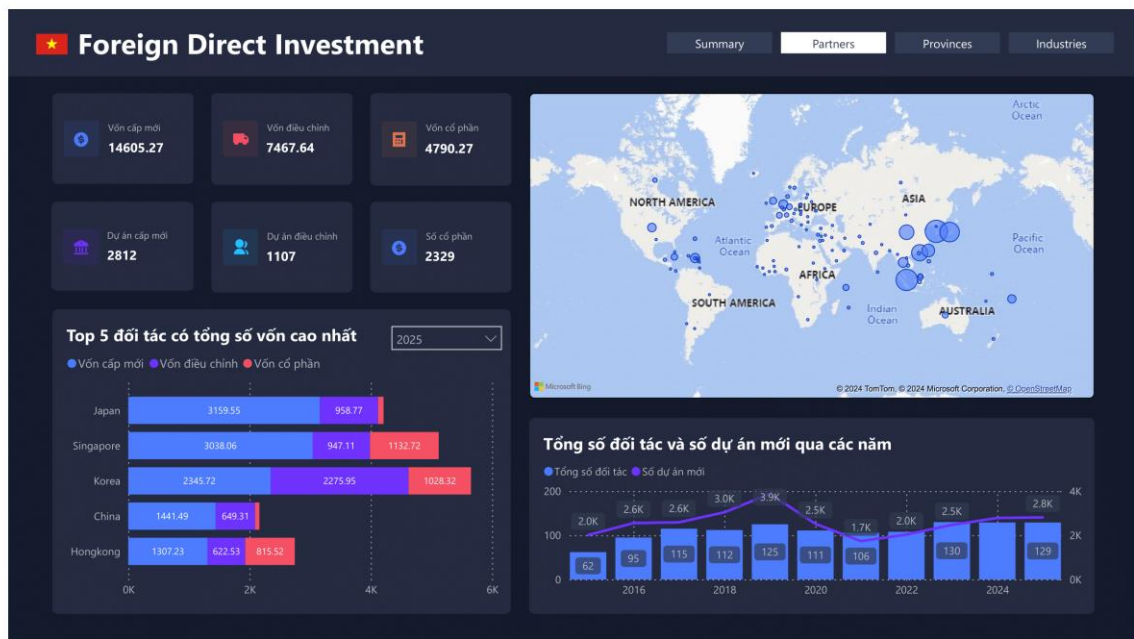 Foreign Direct Investment
Summary
Partners
Provinces
Industries
Vốn cấp mới
14605.27
Vốn điều chỉnh
7467.64
Vốn cổ phần
4790.27
Dự án cấp mới
2812
Dự án điều chỉnh
1107
Số cổ phần
2329
Top 5 đối tác có tổng số vốn cao nhất
2025
Vốn cấp mới Vốn điều chỉnh Vốn cổ phần
Japan 3159.55 958.77
Singapore 3038.06 947.11 1132.72
Korea 2345.72 2275.95 1028.32
China 1441.49 649.31
Hongkong 1307.23 622.53 815.52
0K 2K 4K 6K
Arctic
Ocean
NORTH AMERICA
EUROPE
ASIA
Atlantic
Ocean
Pacific
Ocean
AFRICA
SOUTH AMERICA
Indian
Ocean
AUSTRALIA
Microsoft Bing
© 2024 TomTom, © 2024 Microsoft Corporation, © OpenStreetMap
Tổng số đối tác và số dự án mới qua các năm
Tổng số đối tác Số dự án mới
200 4K
2.0K 2.6K 2.6K 3.0K 3.9K 2.5K 1.7K 2.0K 2.5K 2.8K
100 2K
62 95 115 112 125 111 106 130 129
0 0K
2016 2018 2020 2022 2024